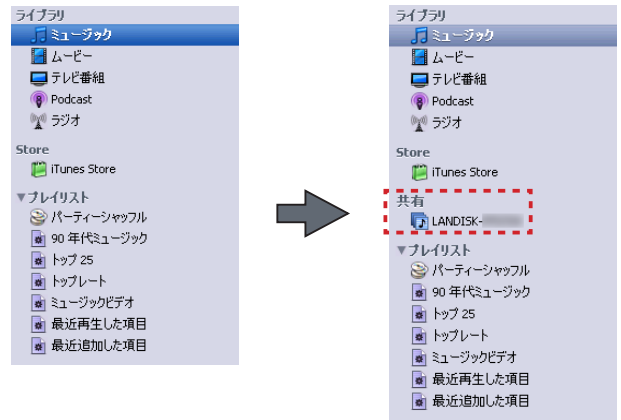 ライブラリ
ミュージック
ムービー
テレビ番組
Podcast
ラジオ
Store
iTunes Store
プレイリスト
パーティーシャッフル
90 年代ミュージック
トップ 25
トップレート
ミュージックビデオ
最近再生した項目
最近追加した項目
ライブラリ
ミュージック
ムービー
テレビ番組
Podcast
ラジオ
Store
iTunes Store
共有
LANDISK-
プレイリスト
パーティーシャッフル
90 年代ミュージック
トップ 25
トップレート
ミュージックビデオ
最近再生した項目
最近追加した項目